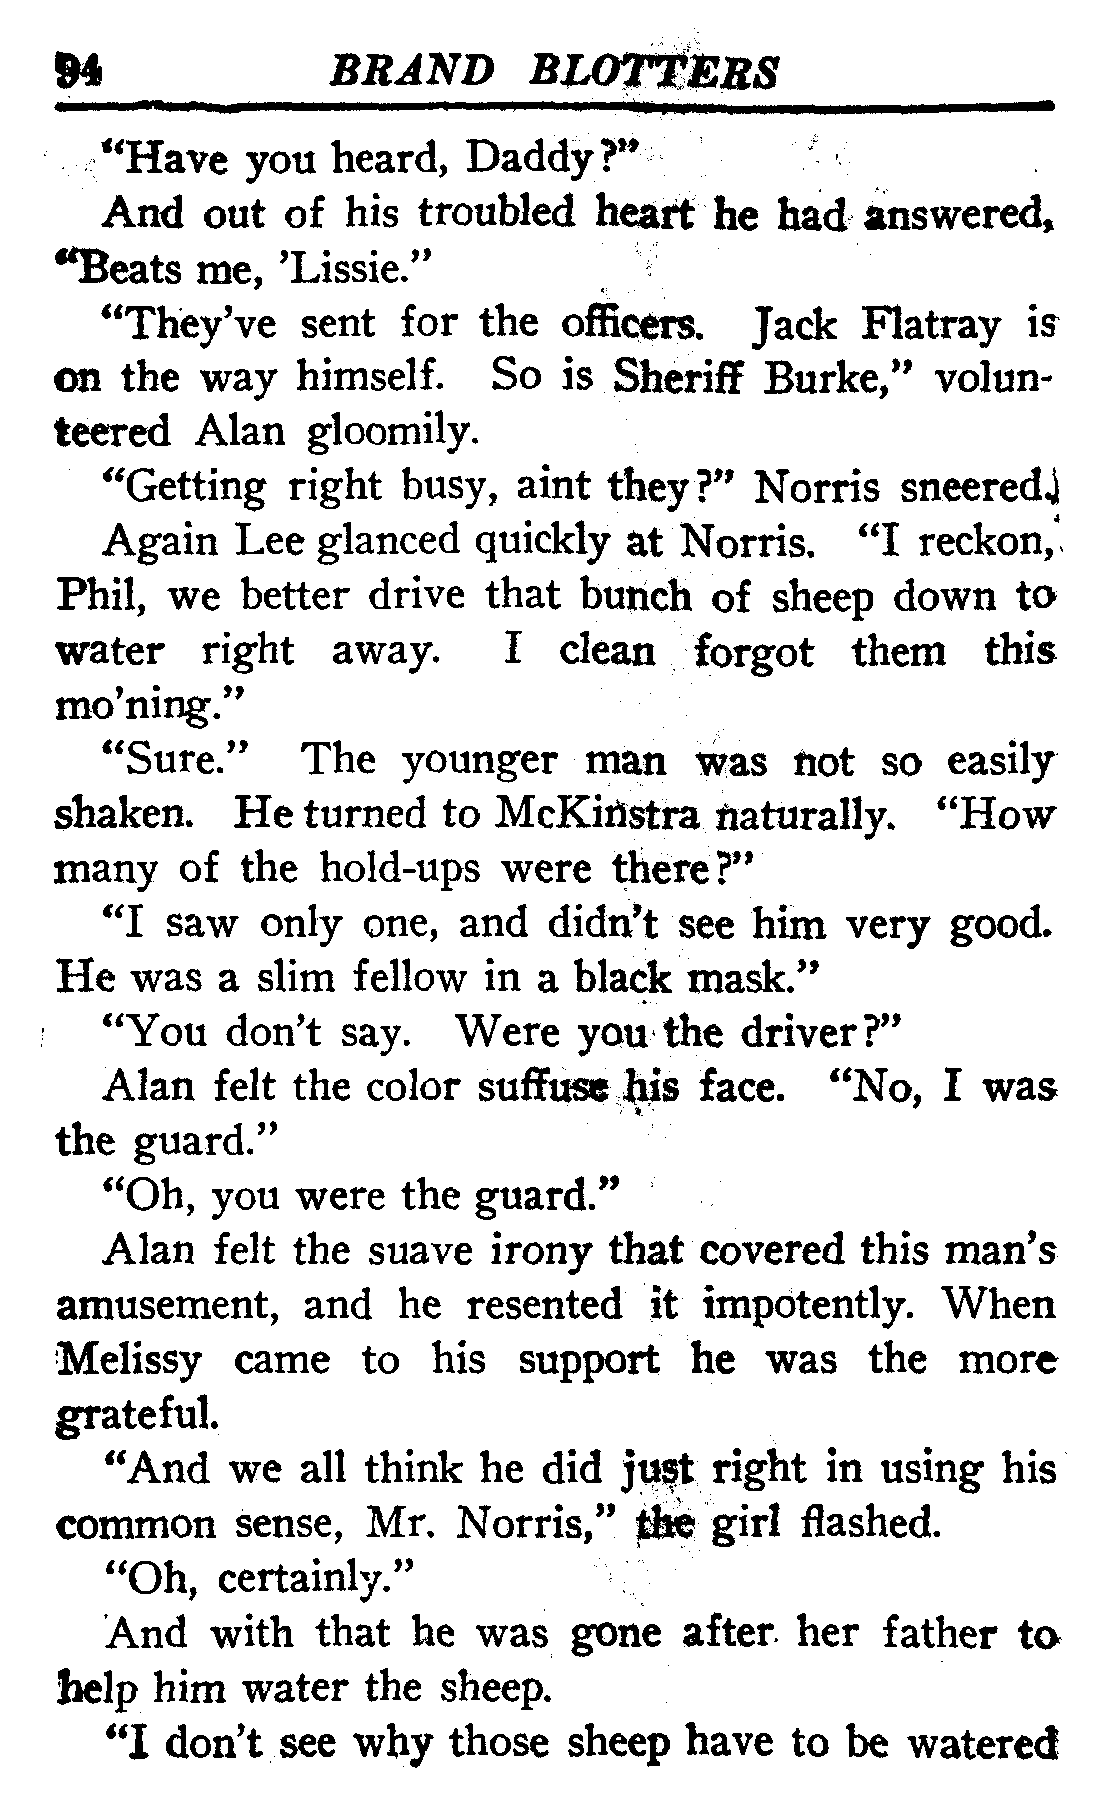 94 BRAND BLOTTERS
“Have you heard, Daddy?”
And out of his troubled heart he had answered,
“Beats me, ’Lissie.”
“They’ve sent for the officers. Jack Flatray is
on the way himself. So is Sheriff Burke,” volun-
teered Alan gloomily.
“Getting right busy, aint they?” Norris sneered.
Again Lee glanced quickly at Norris. “I reckon,
Phil, we better drive that bunch of sheep down to
water right away. I clean forgot them this
mo’ning.”
“Sure.” The younger man was not so easily
shaken. He turned to McKinstra naturally. “How
many of the hold-ups were there?”
“I saw only one, and didn’t see him very good.
He was a slim fellow in a black mask.”
“You don’t say. Were you the driver?”
Alan felt the color suffuse his face. “No, I was
the guard.”
“Oh, you were the guard.”
Alan felt the suave irony that covered this man’s
amusement, and he resented it impotently. When
Melissy came to his support he was the more
grateful.
“And we all think he did just right in using his
common sense, Mr. Norris,” the girl flashed.
“Oh, certainly.”
And with that he was gone after her father to
help him water the sheep.
“I don’t see why those sheep have to be watered